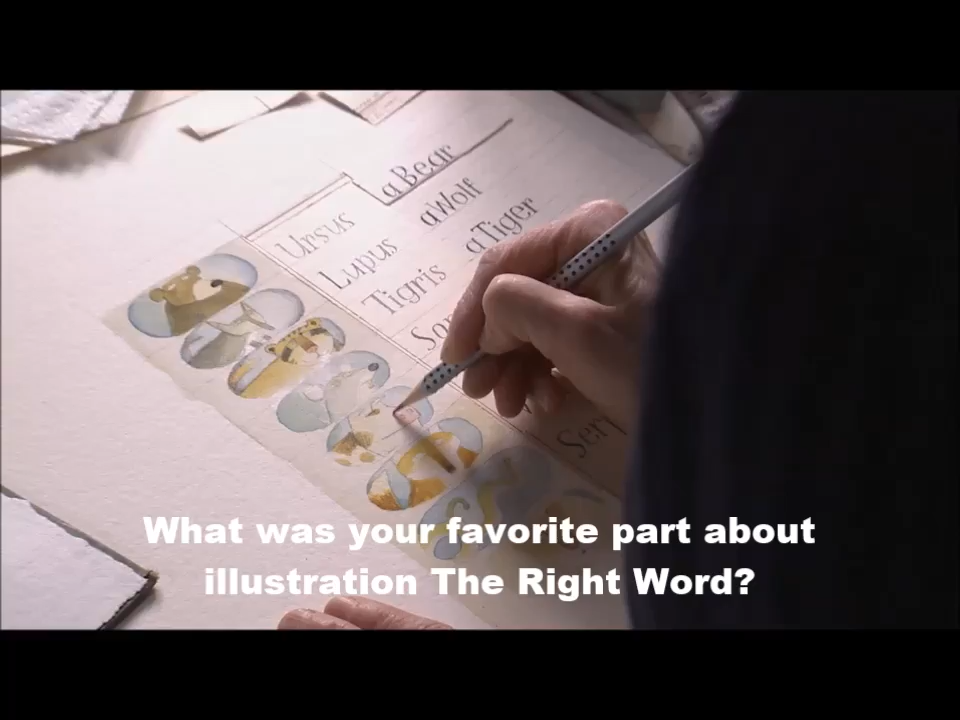 Ursus aBear
Lupus aWolf
Tigris aTiger
What was your favorite part about
illustration The Right Word?